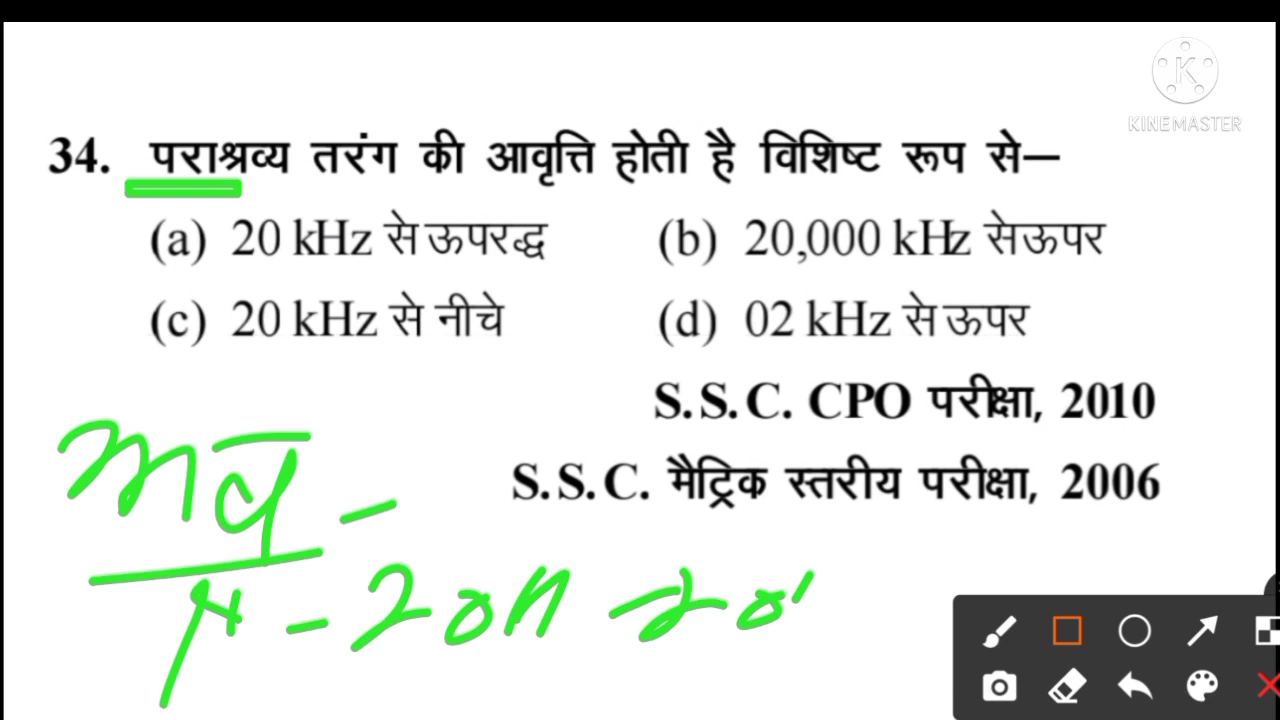 KINEMASTER
34. पराश्रव्य तरंग की आवृत्ति होती है विशिष्ट रूप से—
(a) 20 kHz से ऊपरद्ध (b) 20,000 kHz सेऊपर
(c) 20 kHz से नीचे (d) 02 kHz से ऊपर
S.S.C. CPO परीक्षा, 2010
S.S.C. मैट्रिक स्तरीय परीक्षा, 2006